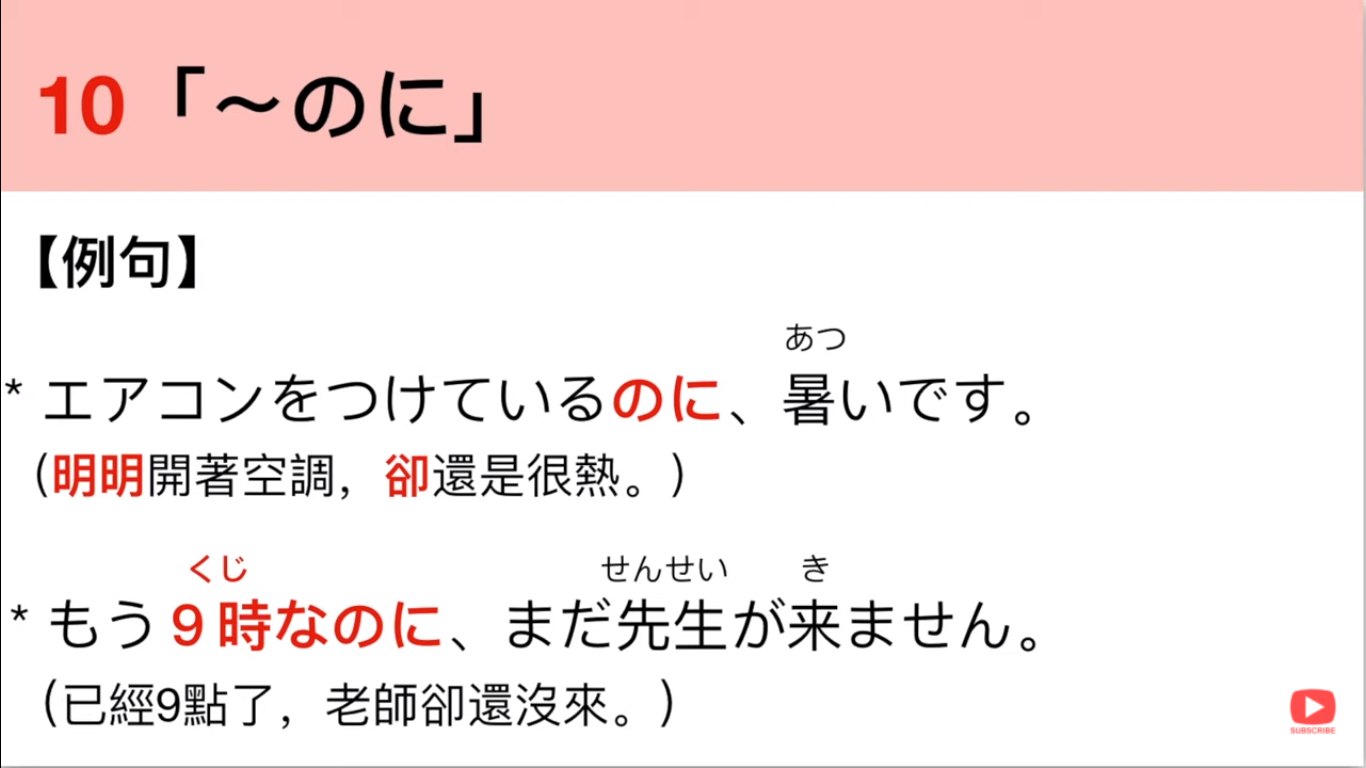 10「～のに」
【例句】
あつ
* エアコンをつけているのに、暑いです。
（明明開著空調，卻還是很熱。）
くじ せんせい き
* もう９時なのに、まだ先生が来ません。
（已經9點了，老師卻還沒來。）
SUBSCRIBE